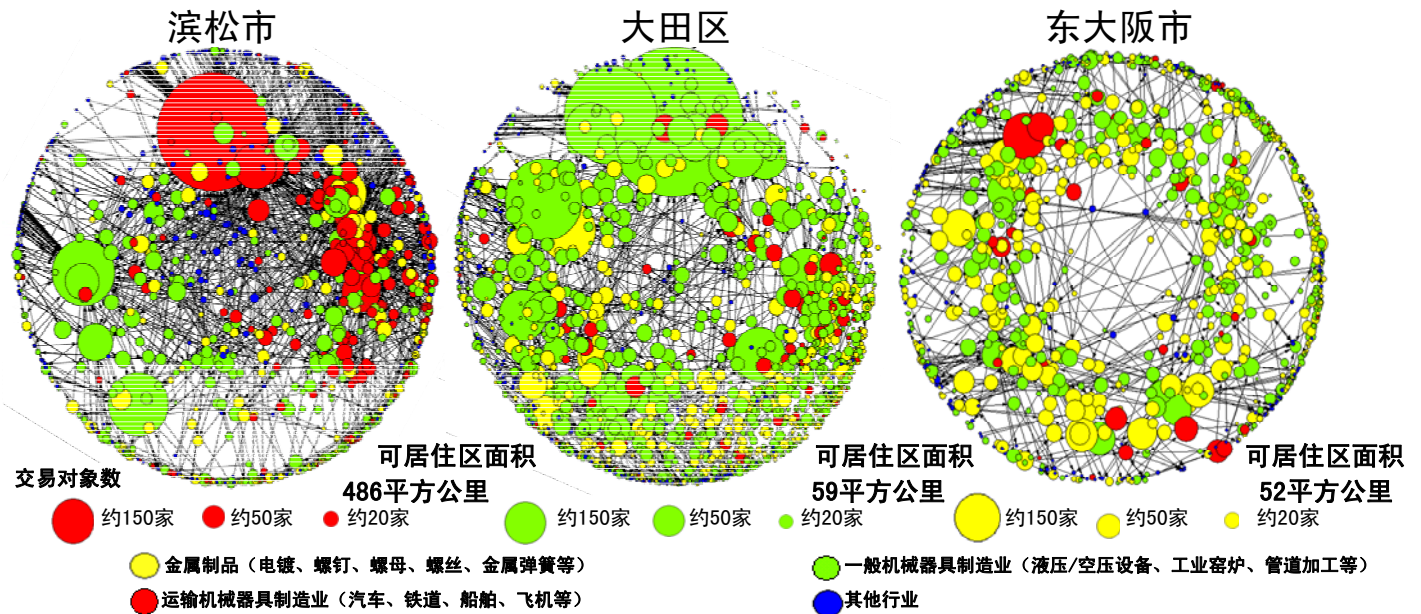 滨松市
大田区
东大阪市
可居住区面积
486平方公里
可居住区面积
59平方公里
可居住区面积
52平方公里
交易对象数
约150家
约50家
约20家
约150家
约50家
约20家
约150家
约50家
约20家
金属制品（电镀、螺钉、螺母、螺丝、金属弹簧等）
一般机械器具制造业（液压/空压设备、工业窑炉、管道加工等）
运输机械器具制造业（汽车、铁道、船舶、飞机等）
其他行业